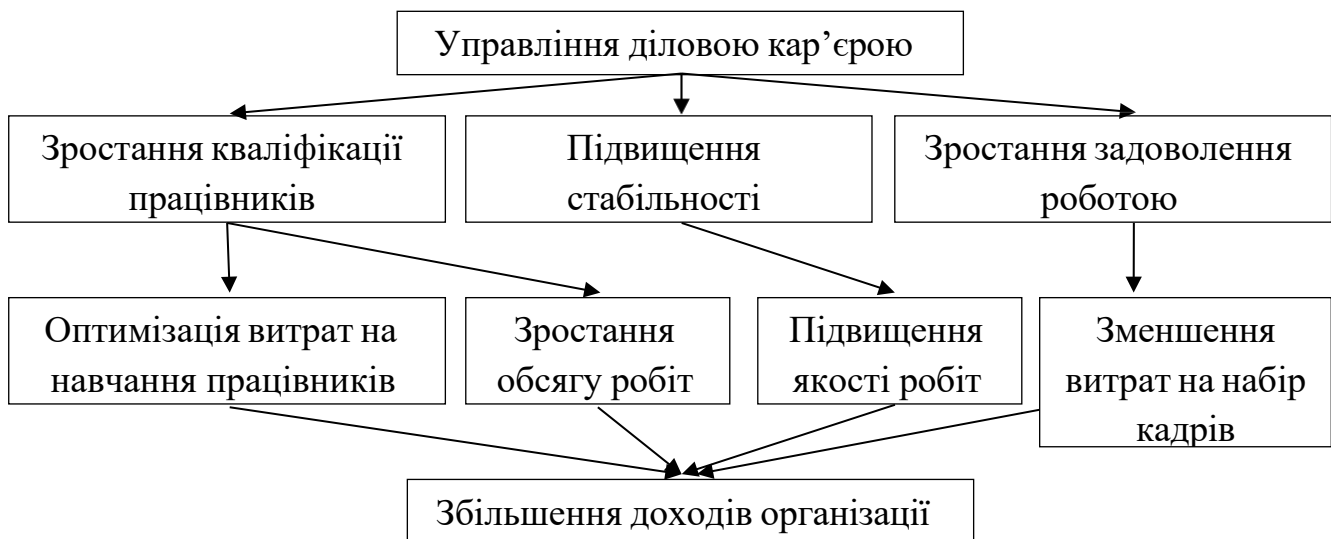 Управління діловою кар’єрою
Зростання кваліфікації
працівників
Підвищення
стабільності
Зростання задоволення
роботою
Оптимізація витрат на
навчання працівників
Зростання
обсягу робіт
Підвищення
якості робіт
Зменшення
витрат на набір
кадрів
Збільшення доходів організації